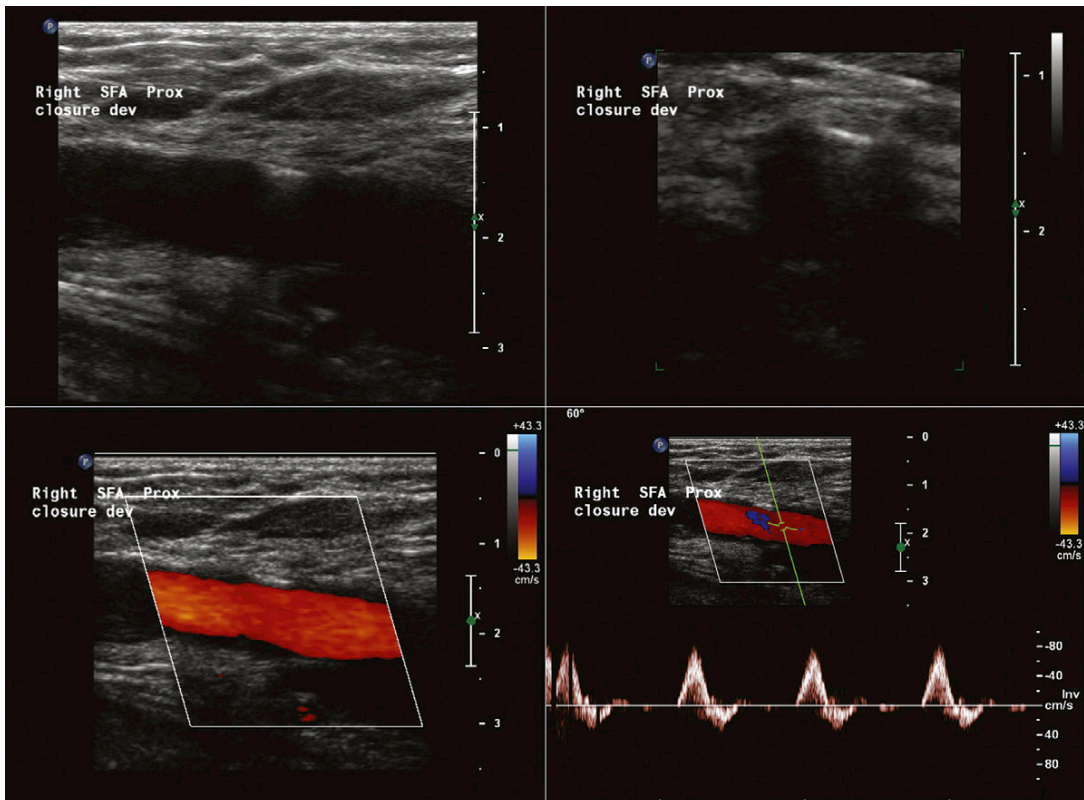 P
Right SFA Prox
closure dev
1
2
3
P
Right SFA Prox
closure dev
1
2
x
x
P
Right SFA Prox
closure dev
0
1
2
3
x
+43.3
-43.3
cm/s
60°
P
Right SFA Prox
closure dev
0
1
2
3
x
+43.3
-43.3
cm/s
-80
-40
Inv
cm/s
40
80